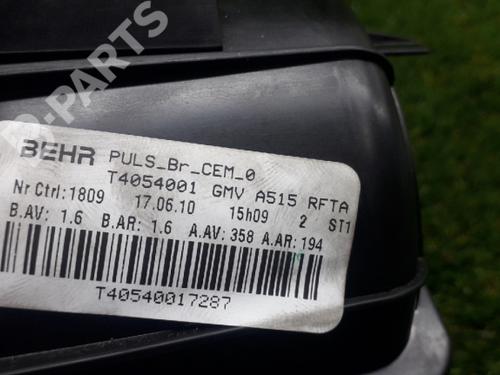 B-PARTS
BEHR PULS_Br_CEM_0
T4054001 GMV A515 RFTA
Nr Ctrl:1809 17.06.10 15h09 2 ST1
B.AV: 1.6 B.AR: 1.6 A.AV: 358 A.AR: 194
T40540017287